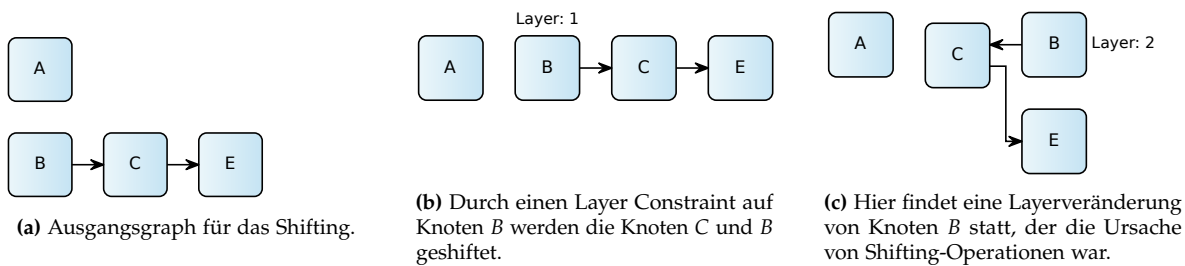 A
B
C
E
(a) Ausgangsgraph für das Shifting.
Layer: 1
A
B
C
E
(b) Durch einen Layer Constraint auf
Knoten B werden die Knoten C und B
geshiftet.
A
C
B
Layer: 2
E
(c) Hier findet eine Layerveränderung
von Knoten B statt, der die Ursache
von Shifting-Operationen war.